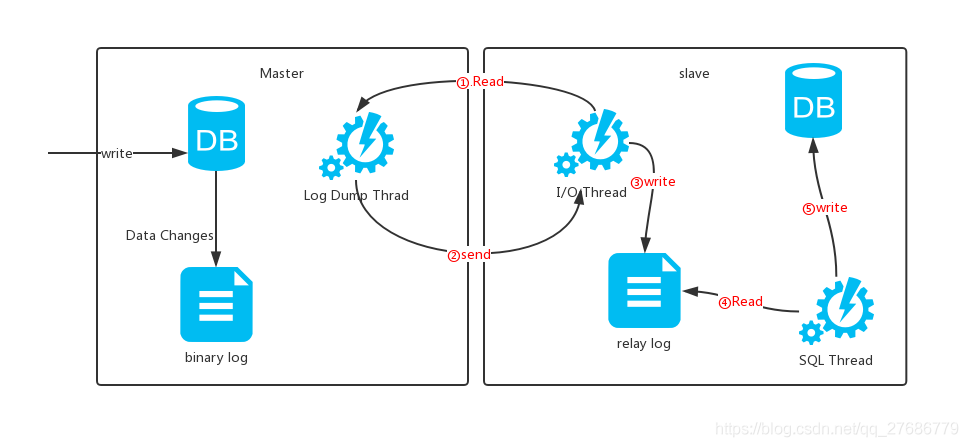 Master
slave
①.Read
DB
DB
write
Log Dump Thrad
I/O Thread
③write
⑤write
Data Changes
②send
④Read
binary log
relay log
SQL Thread
https://blog.csdn.net/qq_27686779